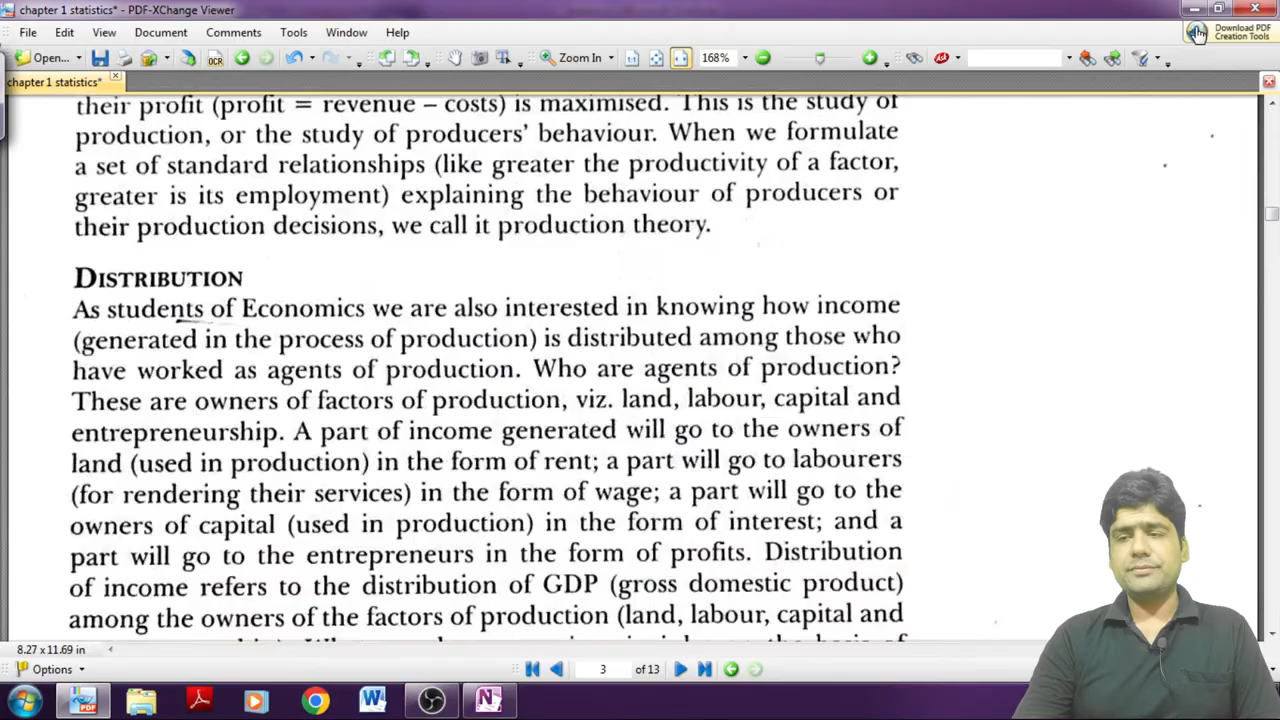 chapter 1 statistics* - PDF-XChange Viewer
File Edit View Document Comments Tools Window Help
Download PDF
Creation Tools
Open...
OCR
Zoom In
168%
chapter 1 statistics*
their profit (profit = revenue – costs) is maximised. This is the study of
production, or the study of producers' behaviour. When we formulate
a set of standard relationships (like greater the productivity of a factor,
greater is its employment) explaining the behaviour of producers or
their production decisions, we call it production theory.
DISTRIBUTION
As students of Economics we are also interested in knowing how income
(generated in the process of production) is distributed among those who
have worked as agents of production. Who are agents of production?
These are owners of factors of production, viz. land, labour, capital and
entrepreneurship. A part of income generated will go to the owners of
land (used in production) in the form of rent; a part will go to labourers
(for rendering their services) in the form of wage; a part will go to the
owners of capital (used in production) in the form of interest; and a
part will go to the entrepreneurs in the form of profits. Distribution
of income refers to the distribution of GDP (gross domestic product)
among the owners of the factors of production (land, labour, capital and
8.27 x 11.69 in
Options
3 of 13